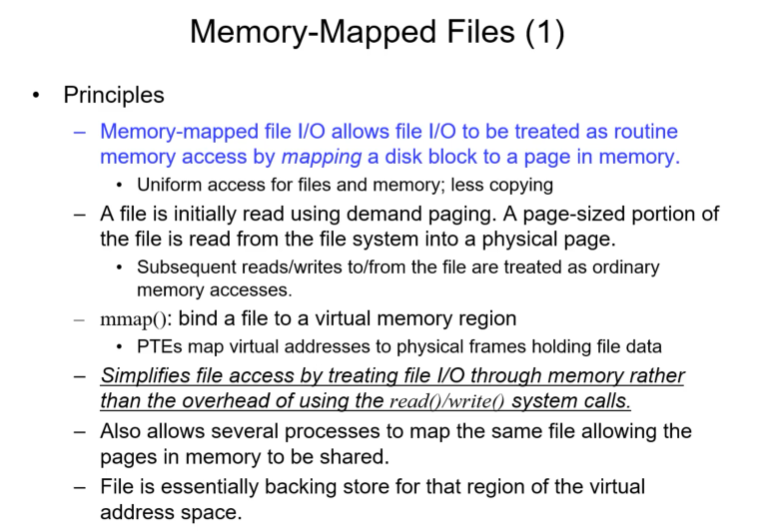 Memory-Mapped Files (1)
• Principles
– Memory-mapped file I/O allows file I/O to be treated as routine
memory access by mapping a disk block to a page in memory.
• Uniform access for files and memory; less copying
– A file is initially read using demand paging. A page-sized portion of
the file is read from the file system into a physical page.
• Subsequent reads/writes to/from the file are treated as ordinary
memory accesses.
– mmap(): bind a file to a virtual memory region
• PTEs map virtual addresses to physical frames holding file data
– Simplifies file access by treating file I/O through memory rather
than the overhead of using the read()/write() system calls.
– Also allows several processes to map the same file allowing the
pages in memory to be shared.
– File is essentially backing store for that region of the virtual
address space.